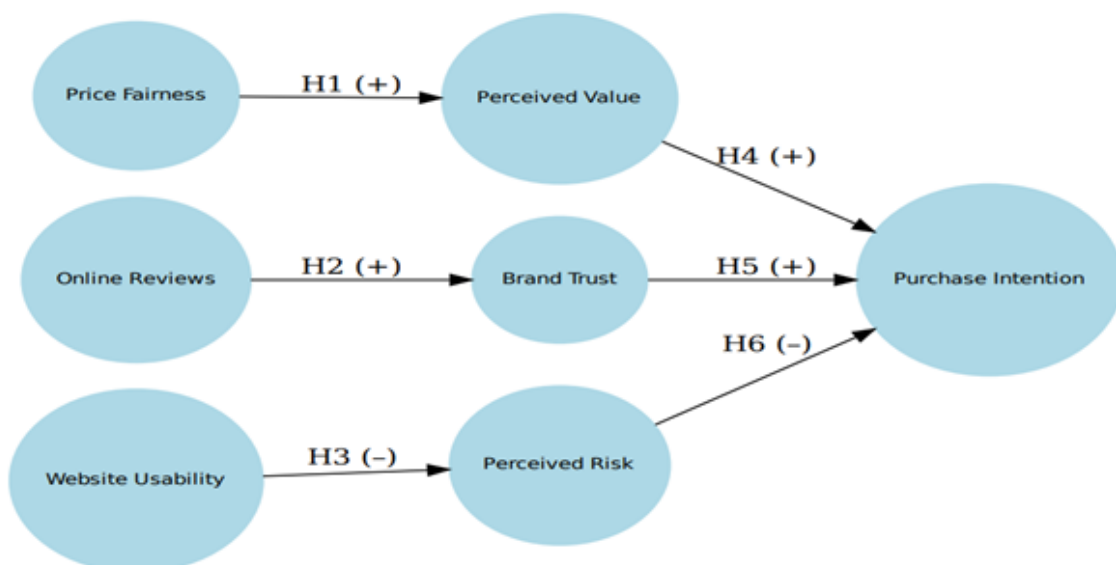 Price Fairness
H1 (+)
Perceived Value
H4 (+)
Online Reviews
H2 (+)
Brand Trust
H5 (+)
Purchase Intention
H6 (–)
Website Usability
H3 (–)
Perceived Risk